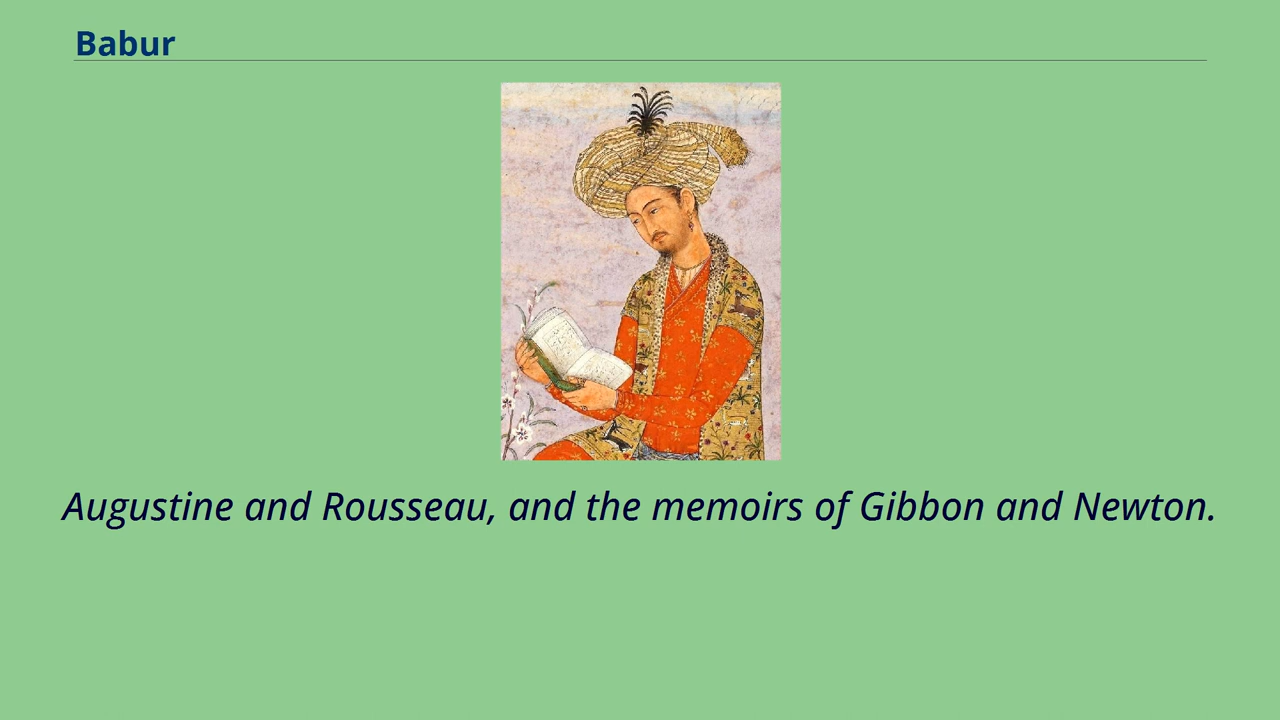 Babur
Augustine and Rousseau, and the memoirs of Gibbon and Newton.